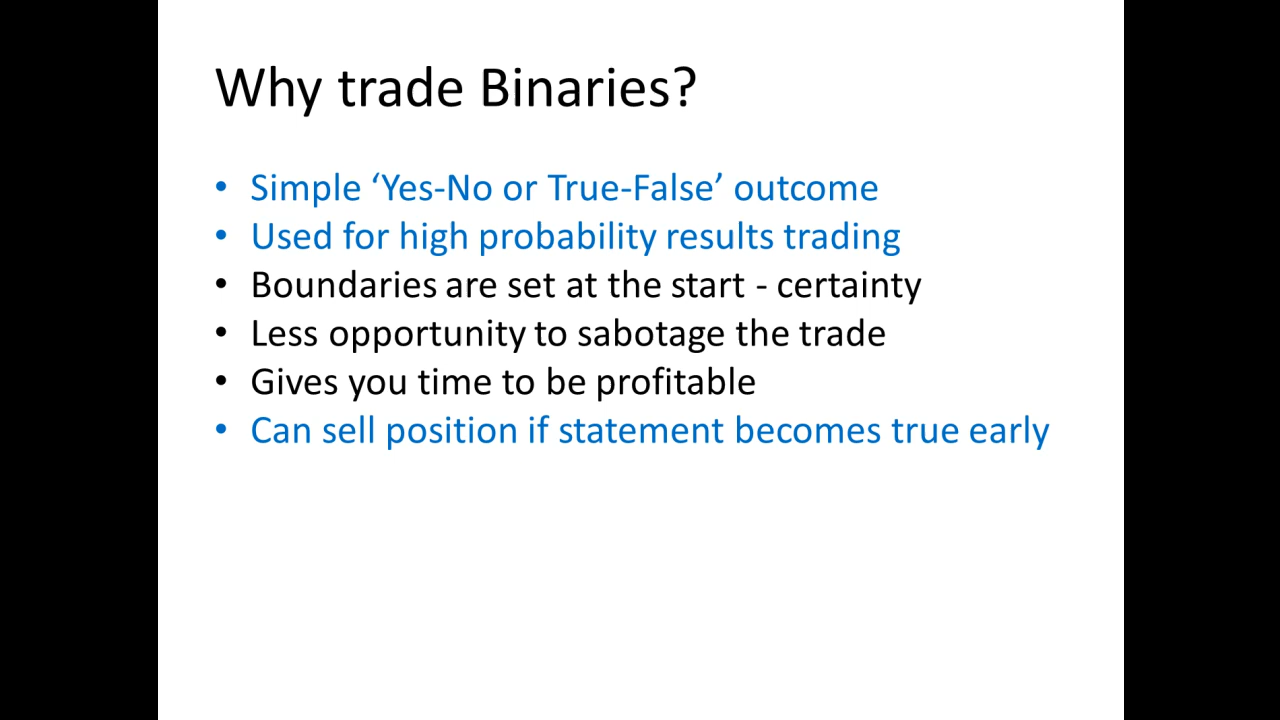 Why trade Binaries?
• Simple ‘Yes-No or True-False’ outcome
• Used for high probability results trading
• Boundaries are set at the start - certainty
• Less opportunity to sabotage the trade
• Gives you time to be profitable
• Can sell position if statement becomes true early